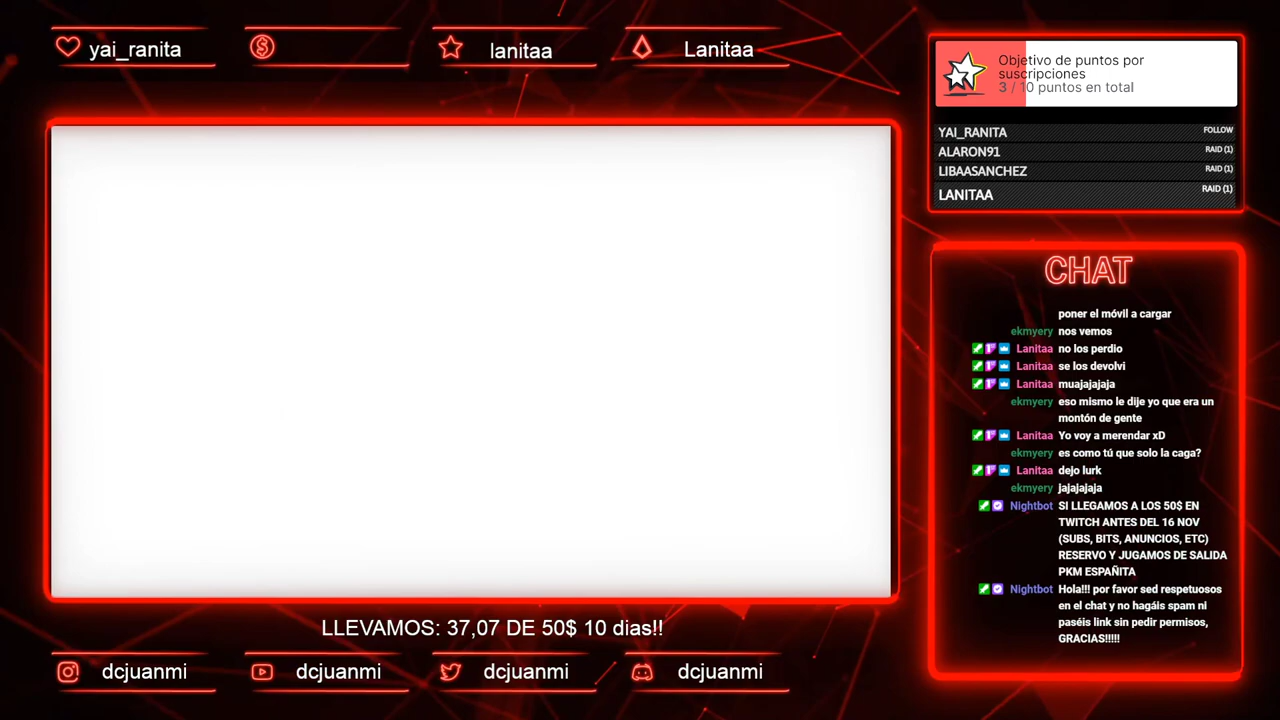 yai_ranita
lanitaa
Lanitaa
Objetivo de puntos por
suscripciones
3 / 10 puntos en total
YAI_RANITA FOLLOW
ALARON91 RAID (1)
LIBAASANCHEZ RAID (1)
LANITAA RAID (1)
CHAT
poner el móvil a cargar
ekmyery nos vemos
Lanitaa no los perdio
Lanitaa se los devolvi
Lanitaa muajajajaja
ekmyery eso mismo le dije yo que era un
montón de gente
Lanitaa Yo voy a merendar xD
ekmyery es como tú que solo la caga?
Lanitaa dejo lurk
ekmyery jajajajaja
Nightbot SI LLEGAMOS A LOS 50$ EN
TWITCH ANTES DEL 16 NOV
(SUBS, BITS, ANUNCIOS, ETC)
RESERVO Y JUGAMOS DE SALIDA
PKM ESPAÑITA
Nightbot Hola!!! por favor sed respetuosos
en el chat y no hagáis spam ni
paséis link sin pedir permisos,
GRACIAS!!!!!
LLEVAMOS: 37,07 DE 50$ 10 dias!!
dcjuanmi
dcjuanmi
dcjuanmi
dcjuanmi